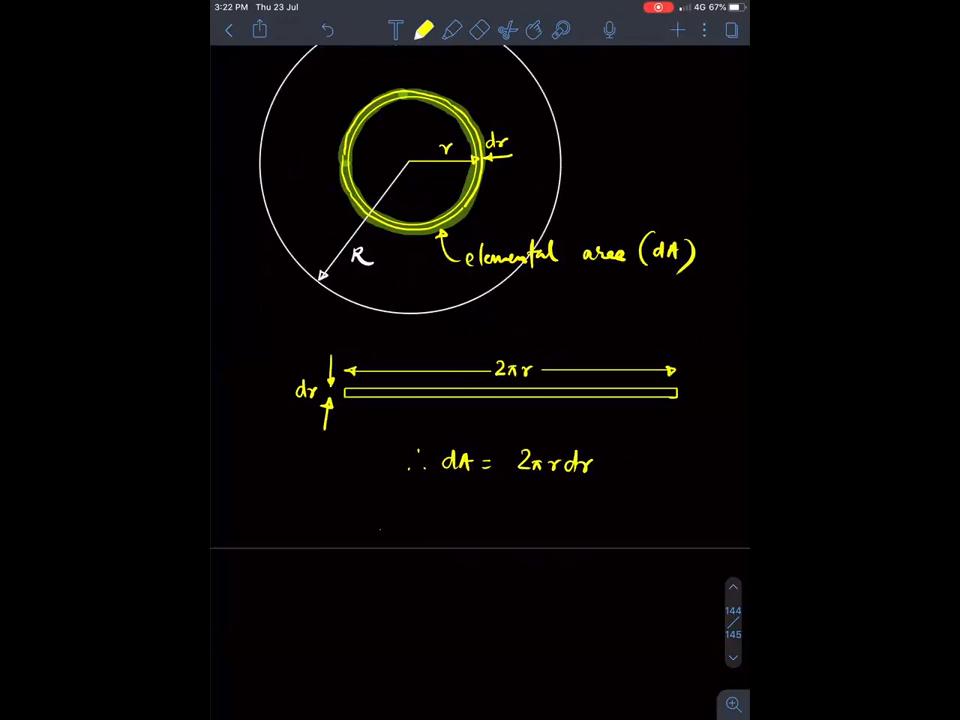 3:22 PM Thu 23 Jul
4G 67%
T
r
dr
R
elemental area (dA)
2πr
dr
∴ dA = 2πrdr
144
145